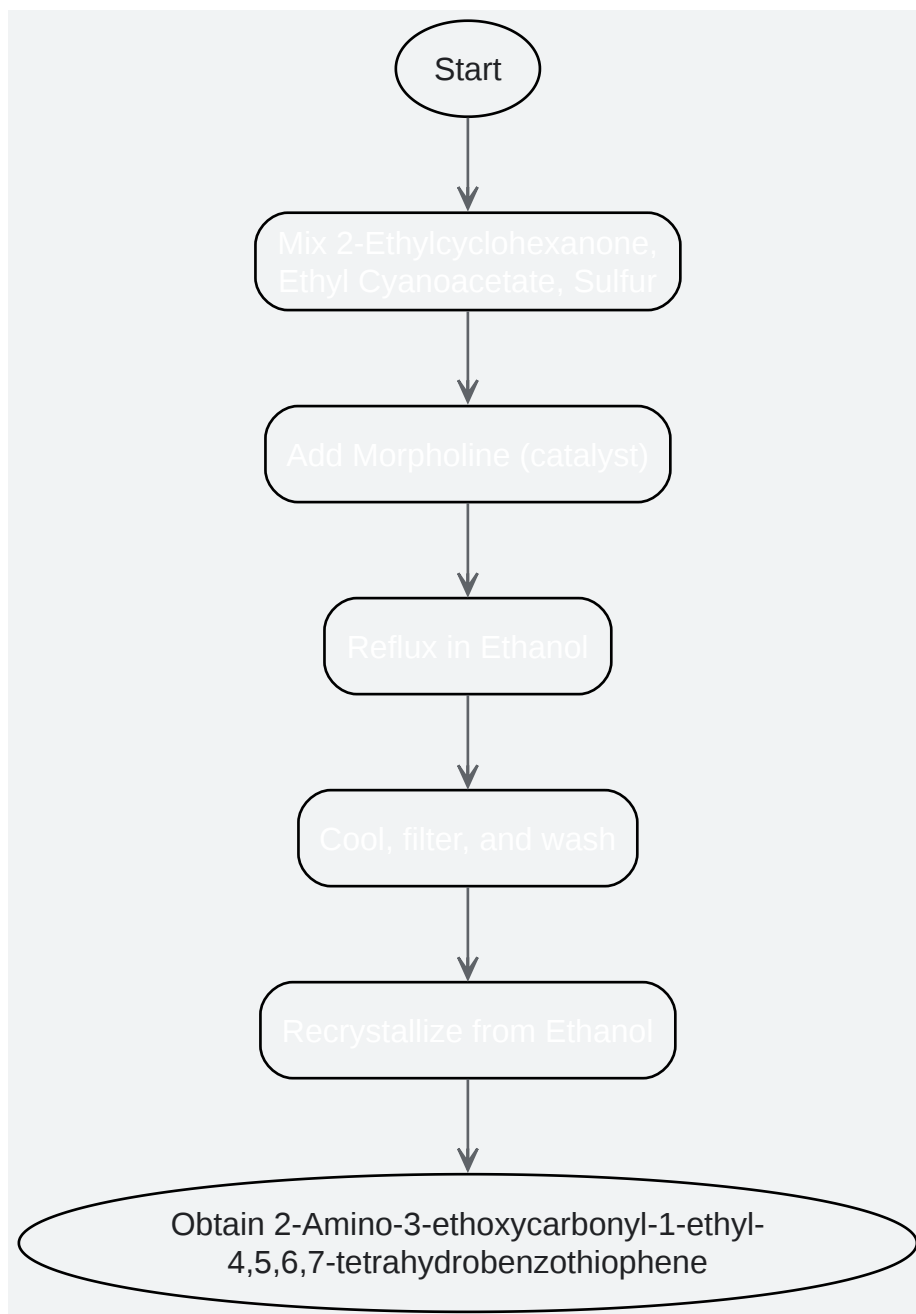 Start
Mix 2-Ethylcyclohexanone,
Ethyl Cyanoacetate, Sulfur
Add Morpholine (catalyst)
Reflux in Ethanol
Cool, filter, and wash
Recrystallize from Ethanol
Obtain 2-Amino-3-ethoxycarbonyl-1-ethyl-
4,5,6,7-tetrahydrobenzothiophene